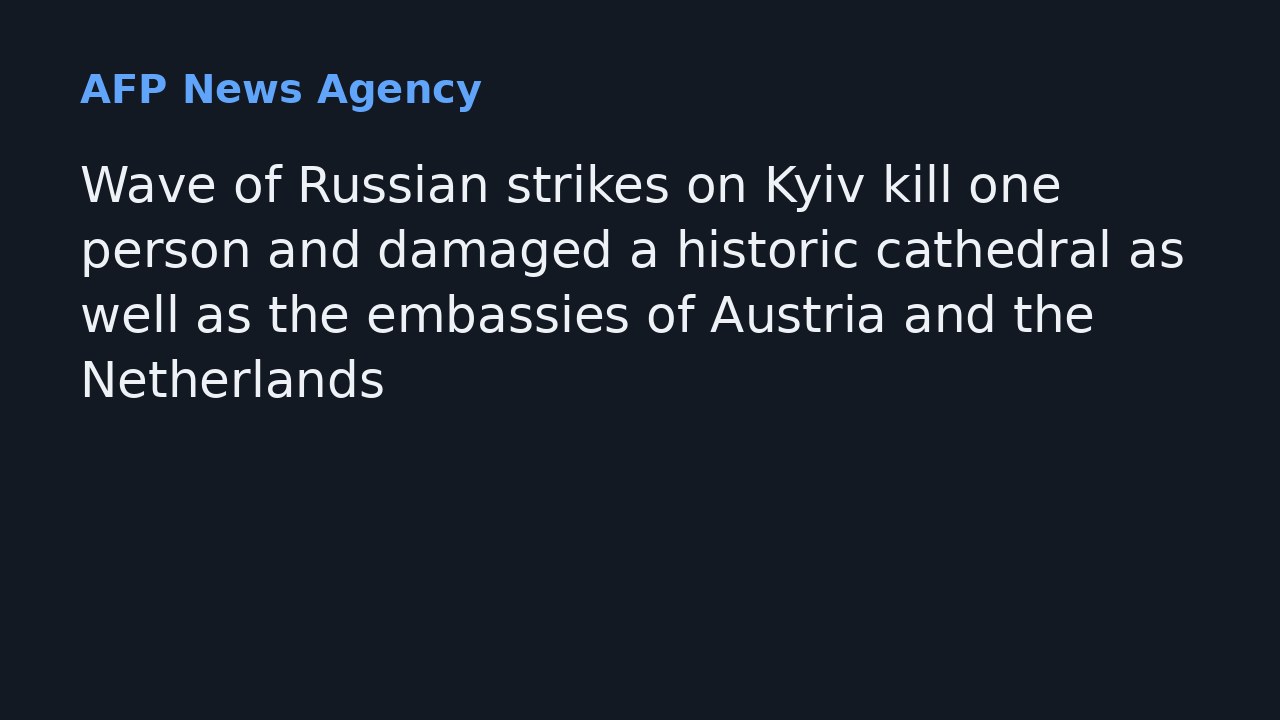 AFP News Agency
Wave of Russian strikes on Kyiv kill one
person and damaged a historic cathedral as
well as the embassies of Austria and the
Netherlands